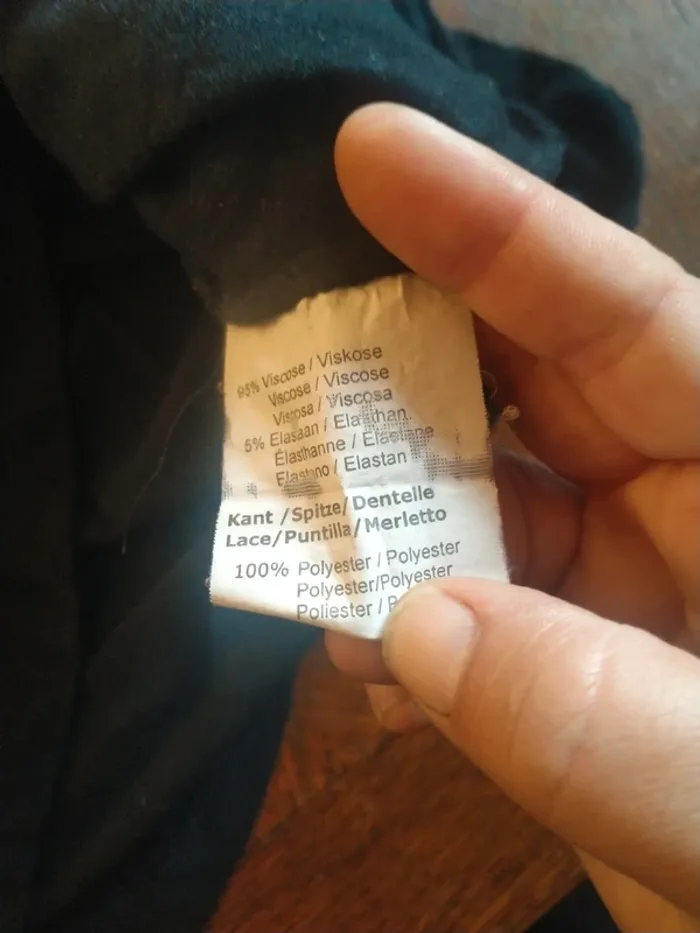 95% Viscose / Viskose
Viscose / Viscose
Viscosa / Viscosa
5% Elasaan / Elasthan
Élasthanne / Elastane
Elastano / Elastan
Kant /Spitze/Dentelle
Lace/Puntilla/Merletto
100% Polyester / Polyester
Polyester/Polyester
Poliester /